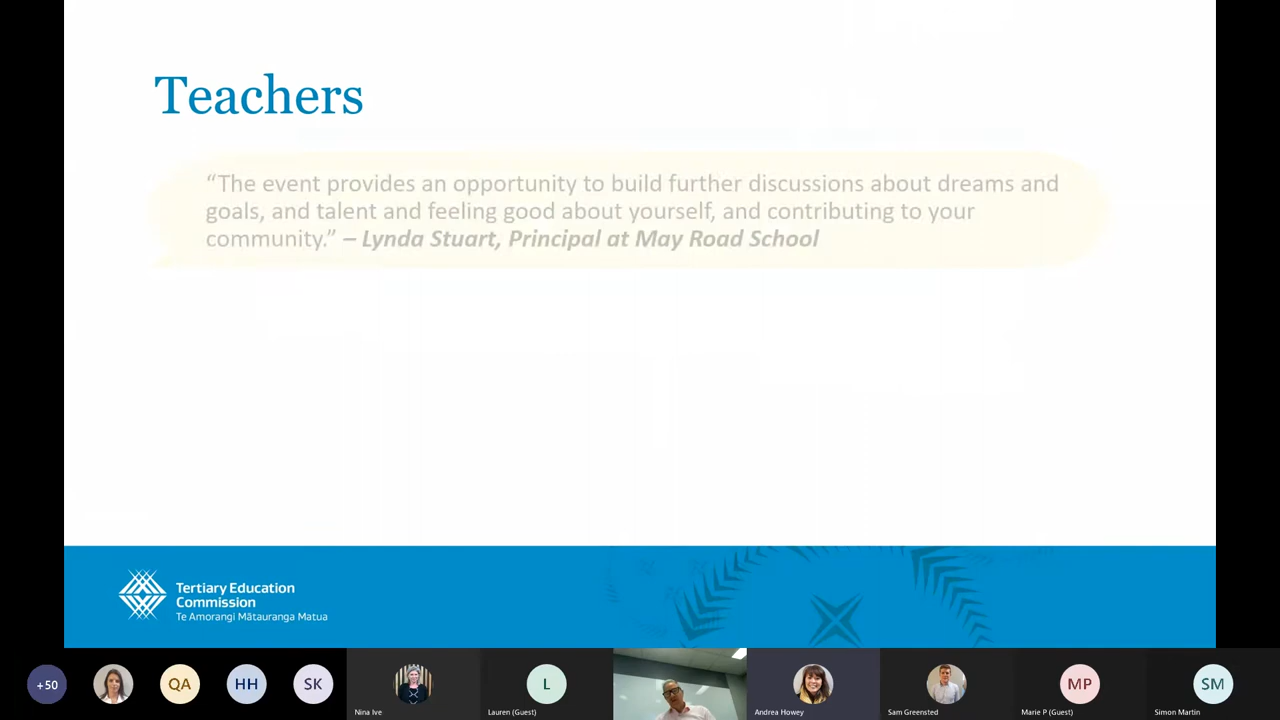 Teachers
“The event provides an opportunity to build further discussions about dreams and
goals, and talent and feeling good about yourself, and contributing to your
community.” – Lynda Stuart, Principal at May Road School
Tertiary Education
Commission
Te Amorangi Mātauranga Matua
+50
QA
HH
SK
Nina Ive
L
Lauren (Guest)
Andrea Howey
Sam Greensted
MP
Marie P (Guest)
SM
Simon Martin